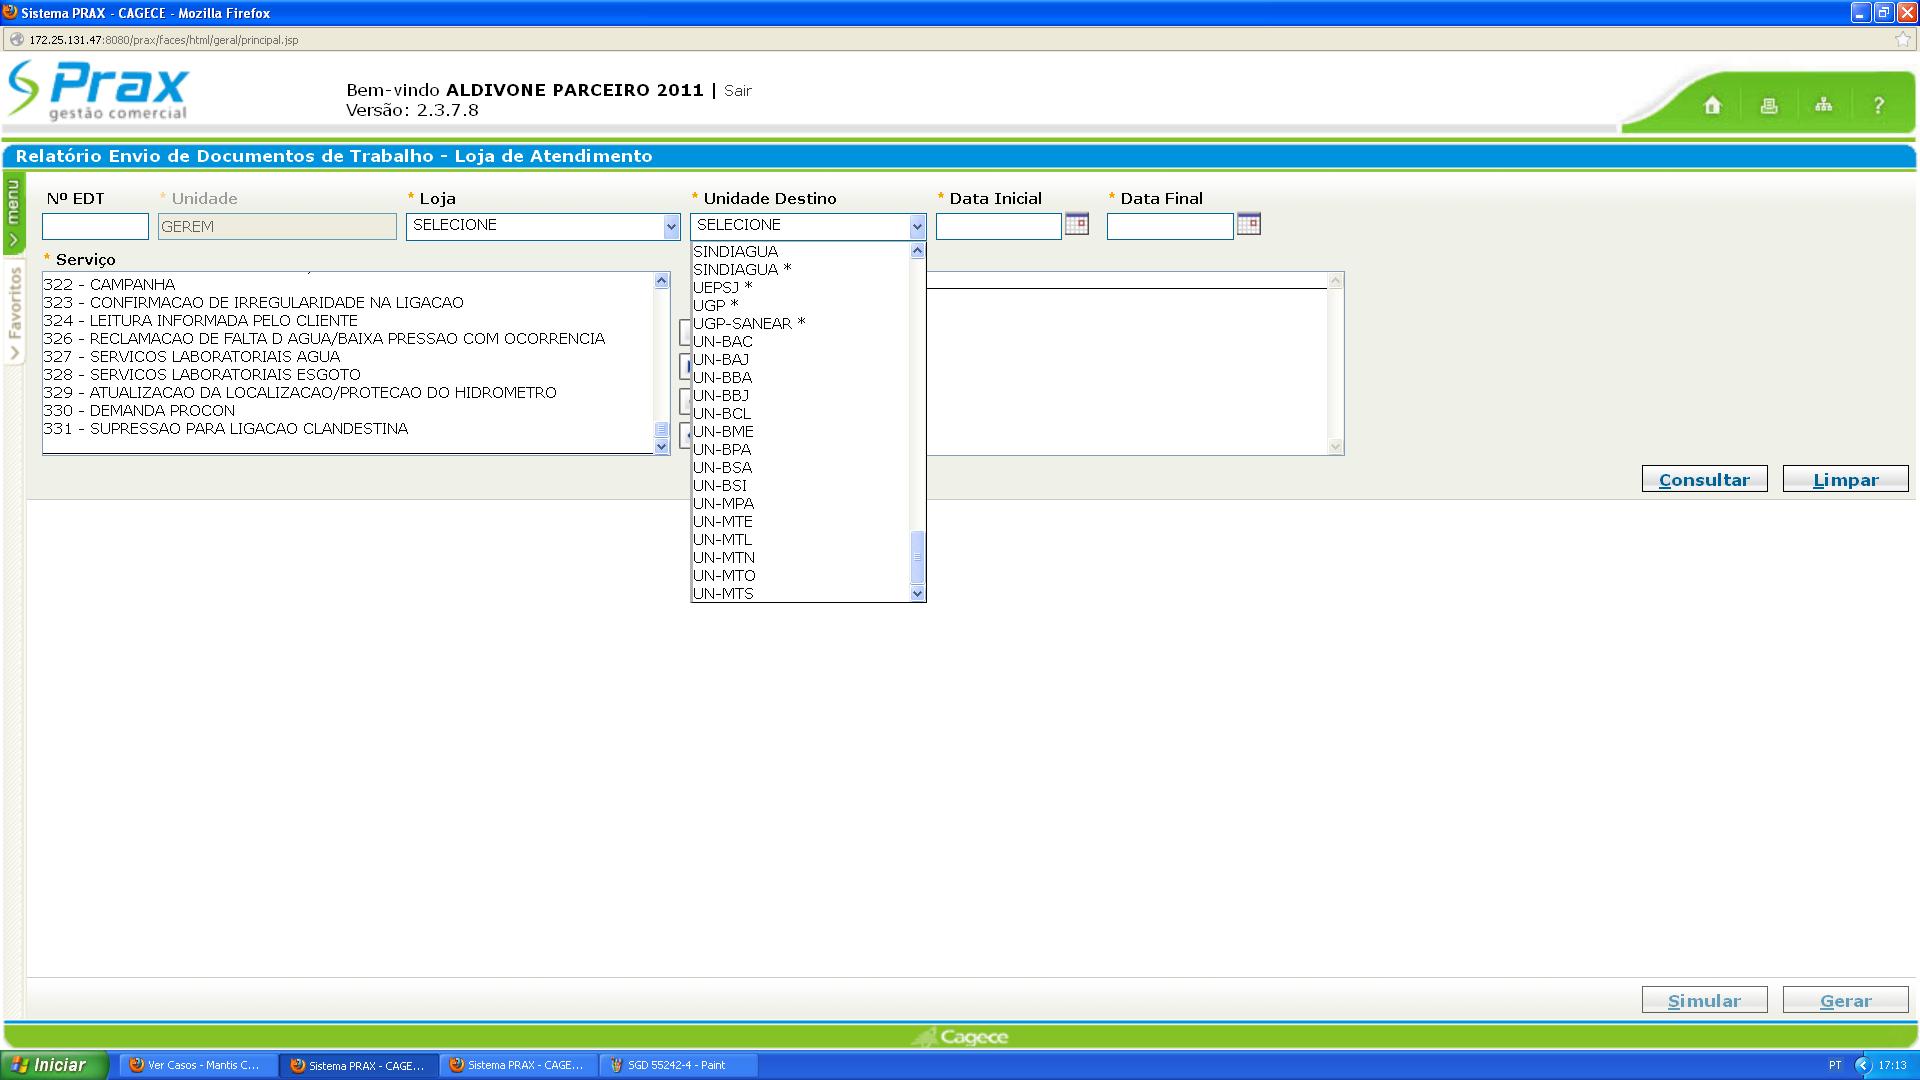 Sistema PRAX - CAGECE - Mozilla Firefox
172.25.131.47:8080/prax/faces/html/geral/principal.jsp
Prax
gestão comercial
Bem-vindo ALDIVONE PARCEIRO 2011 | Sair
Versão: 2.3.7.8
?
Relatório Envio de Documentos de Trabalho - Loja de Atendimento
> menu
> Favoritos
Nº EDT * Unidade * Loja * Unidade Destino * Data Inicial * Data Final
GEREM SELECIONE SELECIONE
* Serviço
322 - CAMPANHA
323 - CONFIRMACAO DE IRREGULARIDADE NA LIGACAO
324 - LEITURA INFORMADA PELO CLIENTE
326 - RECLAMACAO DE FALTA D AGUA/BAIXA PRESSAO COM OCORRENCIA
327 - SERVICOS LABORATORIAIS AGUA
328 - SERVICOS LABORATORIAIS ESGOTO
329 - ATUALIZACAO DA LOCALIZACAO/PROTECAO DO HIDROMETRO
330 - DEMANDA PROCON
331 - SUPRESSAO PARA LIGACAO CLANDESTINA
SINDIAGUA
SINDIAGUA *
UEPSJ *
UGP *
UGP-SANEAR *
UN-BAC
UN-BAJ
UN-BBA
UN-BBJ
UN-BCL
UN-BME
UN-BPA
UN-BSA
UN-BSI
UN-MPA
UN-MTE
UN-MTL
UN-MTN
UN-MTO
UN-MTS
Consultar Limpar
Simular Gerar
Cagece
Iniciar Ver Casos - Mantis C... Sistema PRAX - CAGE... Sistema PRAX - CAGE... SGD 55242-4 - Paint PT 17:13